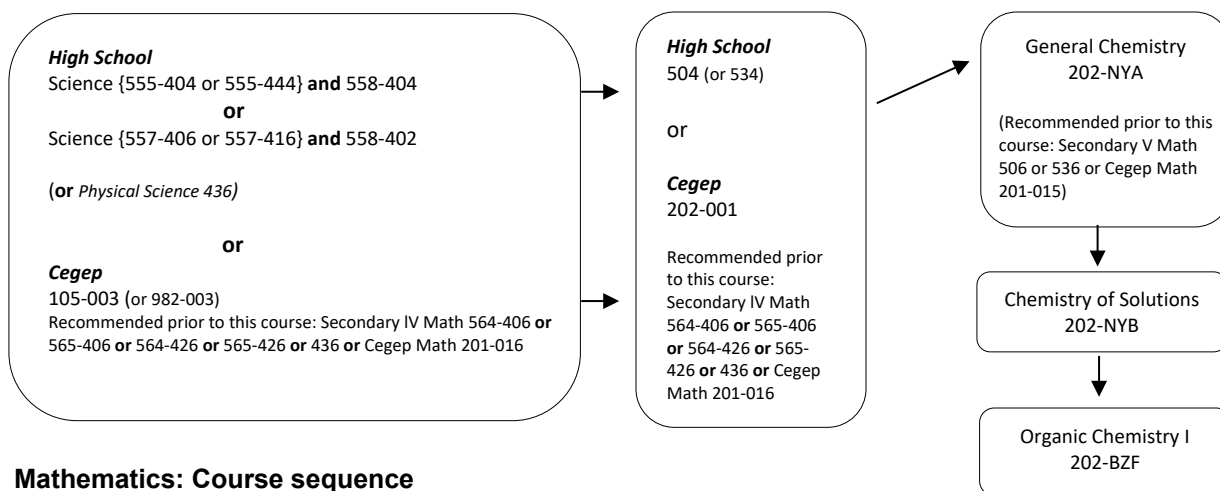 High School
Science {555-404 or 555-444} and 558-404
or
Science {557-406 or 557-416} and 558-402
(or Physical Science 436)
or
Cegep
105-003 (or 982-003)
Recommended prior to this course: Secondary lV Math 564-406 or
565-406 or 564-426 or 565-426 or 436 or Cegep Math 201-016
High School
504 (or 534)
or
Cegep
202-001
Recommended prior
to this course:
Secondary lV Math
564-406 or 565-406
or 564-426 or 565-
426 or 436 or Cegep
Math 201-016
General Chemistry
202-NYA
(Recommended prior to this
course: Secondary V Math
506 or 536 or Cegep Math
201-015)
Chemistry of Solutions
202-NYB
Organic Chemistry I
202-BZF
Mathematics: Course sequence